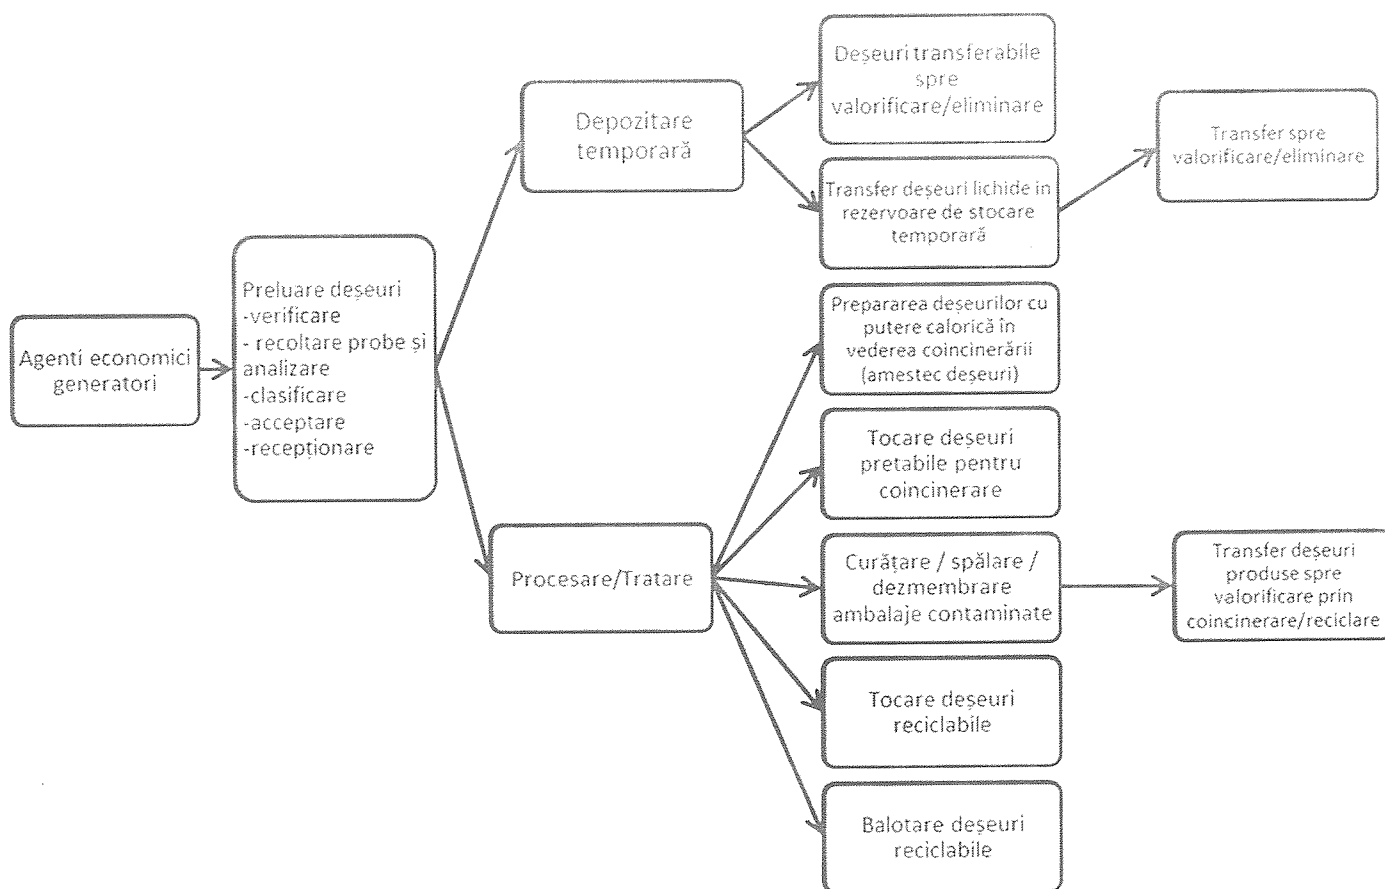 Agenti economici
generatori
Preluare deșeuri
-verificare
- recoltare probe și
analizare
-clasificare
-acceptare
-recepționare
Depozitare
temporară
Deșeuri transferabile
spre
valorificare/eliminare
Transfer deșeuri lichide in
rezervoare de stocare
temporară
Transfer spre
valorificare/eliminare
Procesare/Tratare
Prepararea deșeurilor cu
putere calorică în
vederea coincinerării
(amestec deșeuri)
Tocare deșeuri
pretabile pentru
coincinerare
Curățare / spălare /
dezmembrare
ambalaje contaminate
Transfer deșeuri
produse spre
valorificare prin
coincinerare/reciclare
Tocare deșeuri
reciclabile
Balotare deșeuri
reciclabile